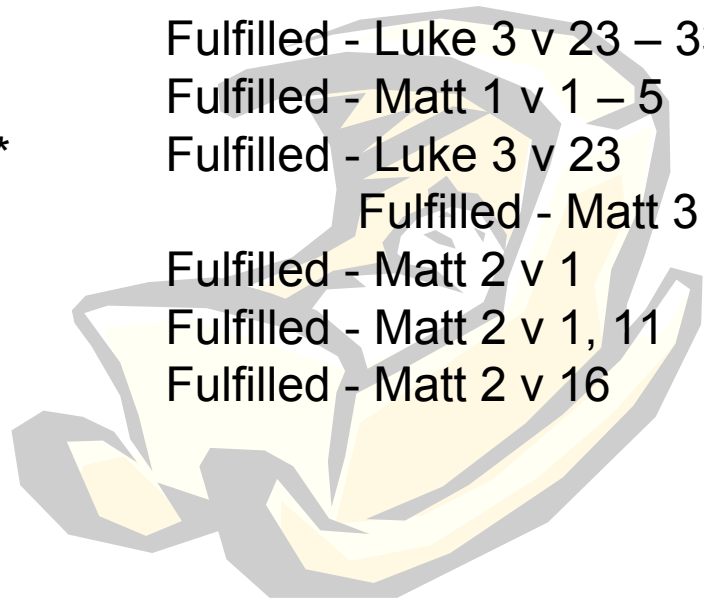 Fulfilled - Luke 3 v 23 – 33
Fulfilled - Matt 1 v 1 – 5
* Fulfilled - Luke 3 v 23
Fulfilled - Matt 3
Fulfilled - Matt 2 v 1
Fulfilled - Matt 2 v 1, 11
Fulfilled - Matt 2 v 16